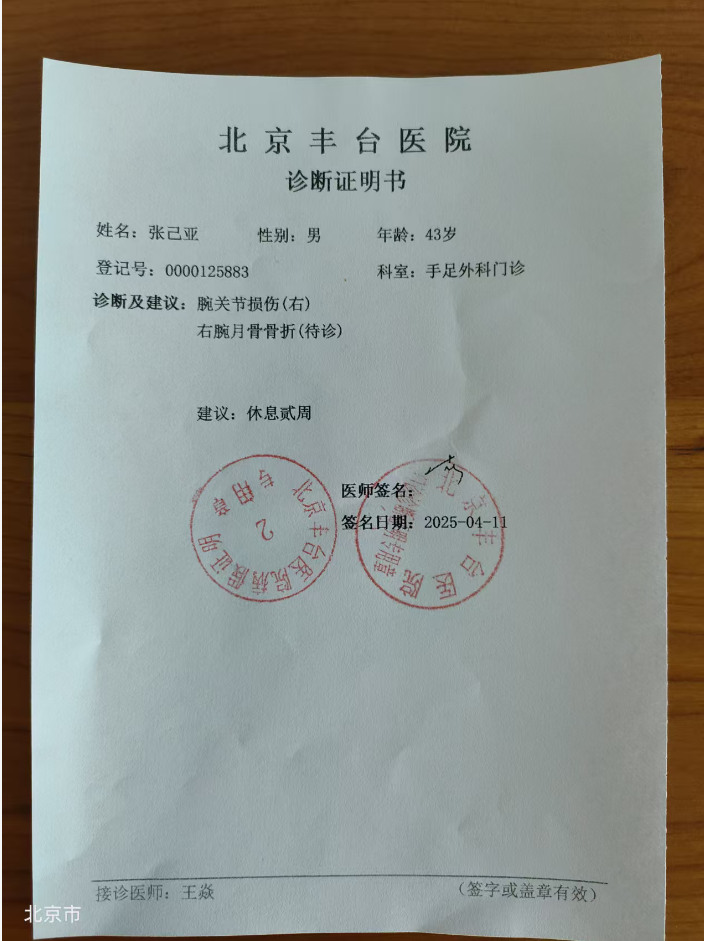 北京丰台医院
诊断证明书
姓名：张己亚 性别：男 年龄：43岁
登记号：0000125883 科室：手足外科门诊
诊断及建议：腕关节损伤(右)
右腕月骨骨折(待诊)
建议：休息贰周
医师签名：
签名日期：2025-04-11
北京丰台医院病假证明
专用章
2
北京丰台医院
接诊医师：王焱 (签字或盖章有效)
北京市